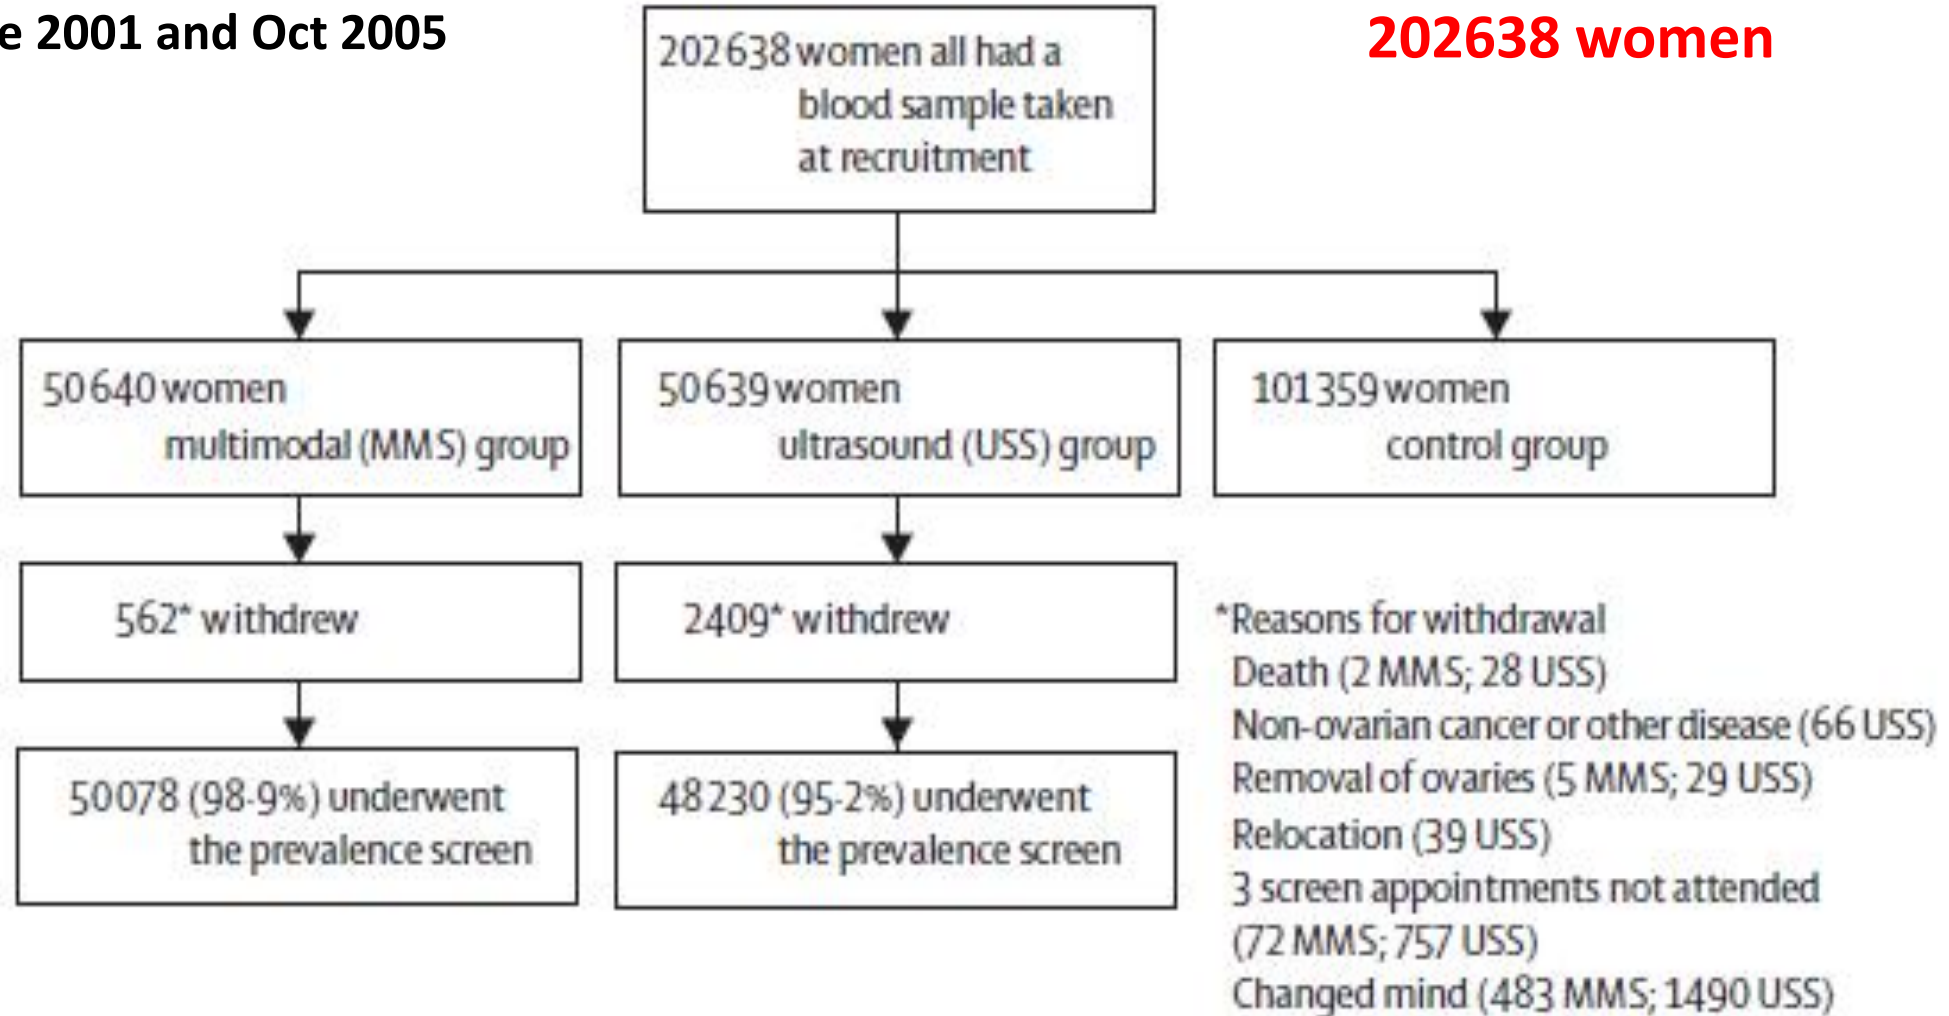 e 2001 and Oct 2005
202638 women
202638 women all had a
blood sample taken
at recruitment
50640 women
multimodal (MMS) group
50639 women
ultrasound (USS) group
101359 women
control group
562* withdrew
2409* withdrew
50078 (98·9%) underwent
the prevalence screen
48230 (95·2%) underwent
the prevalence screen
*Reasons for withdrawal
Death (2 MMS; 28 USS)
Non-ovarian cancer or other disease (66 USS)
Removal of ovaries (5 MMS; 29 USS)
Relocation (39 USS)
3 screen appointments not attended
(72 MMS; 757 USS)
Changed mind (483 MMS; 1490 USS)